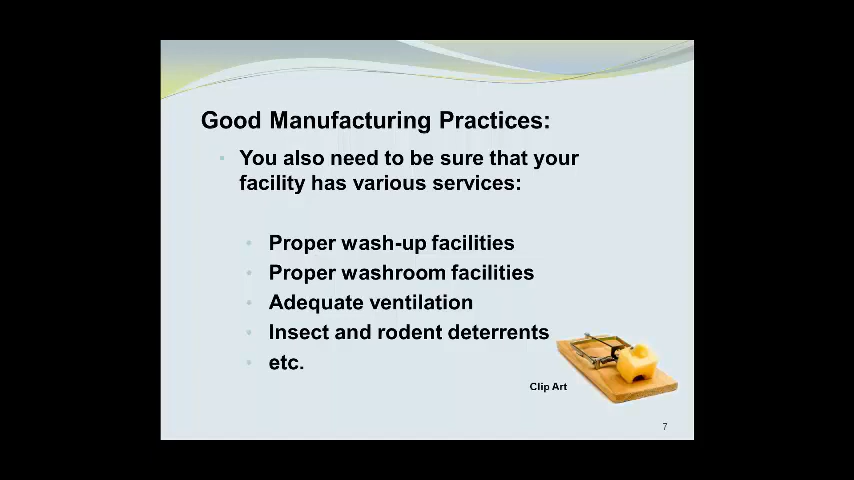 Good Manufacturing Practices:
You also need to be sure that your
facility has various services:
Proper wash-up facilities
Proper washroom facilities
Adequate ventilation
Insect and rodent deterrents
etc.
Clip Art
7